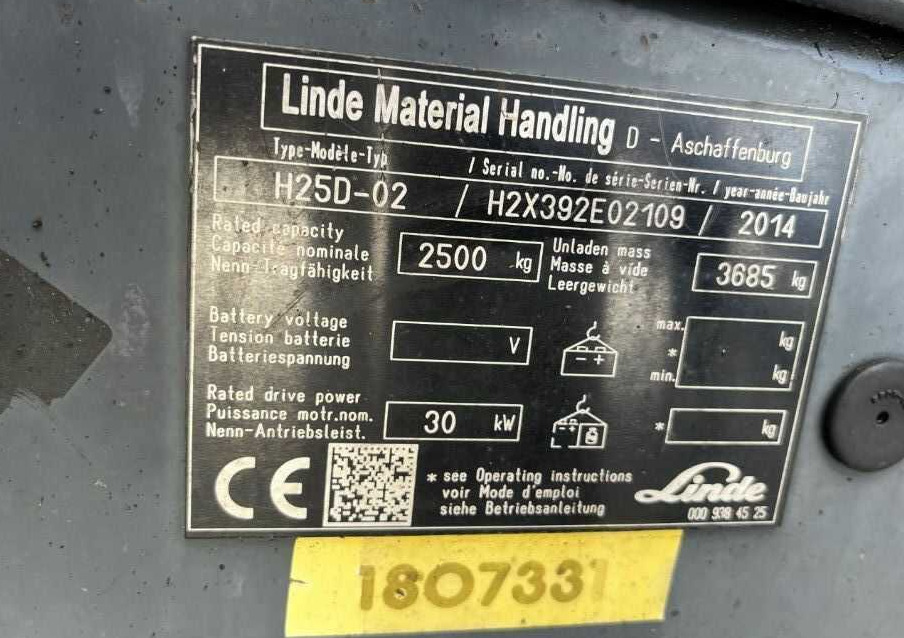 Linde Material Handling D - Aschaffenburg
Type-Modèle-Typ / Serial no.-No. de série-Serien-Nr. / year-année-Baujahr
H25D-02 / H2X392E02109 / 2014
Rated capacity
Capacité nominale
Nenn-Tragfähigkeit
2500 kg
Unladen mass
Masse à vide
Leergewicht
3685 kg
Battery voltage
Tension batterie
Batteriespannung
V
- +
max. kg
*
min. kg
Rated drive power
Puissance motr.nom.
Nenn-Antriebsleist.
30 kW
- +
* kg
CE
* see Operating instructions
voir Mode d'emploi
siehe Betriebsanleitung
Linde
000 938 45 25
1807331